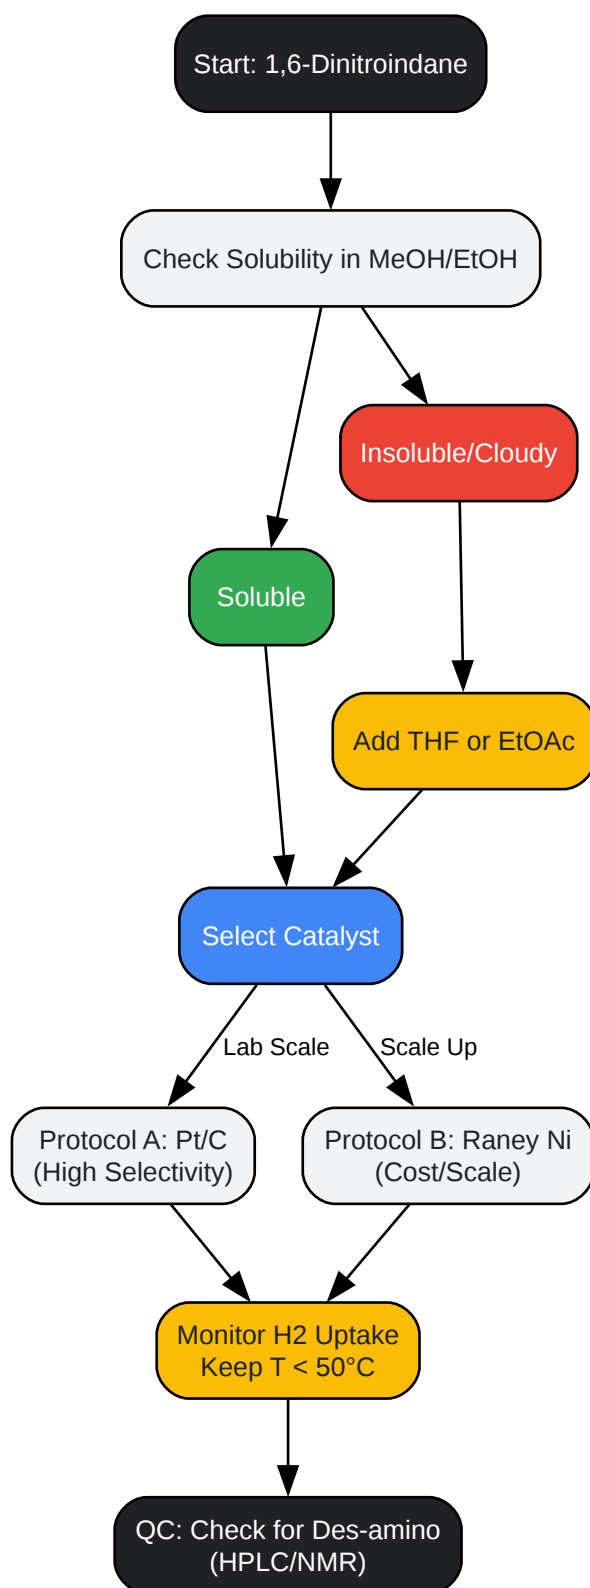 Start: 1,6-Dinitroindane
Check Solubility in MeOH/EtOH
Insoluble/Cloudy
Soluble
Add THF or EtOAc
Select Catalyst
Lab Scale
Scale Up
Protocol A: Pt/C
(High Selectivity)
Protocol B: Raney Ni
(Cost/Scale)
Monitor H2 Uptake
Keep T < 50°C
QC: Check for Des-amino
(HPLC/NMR)